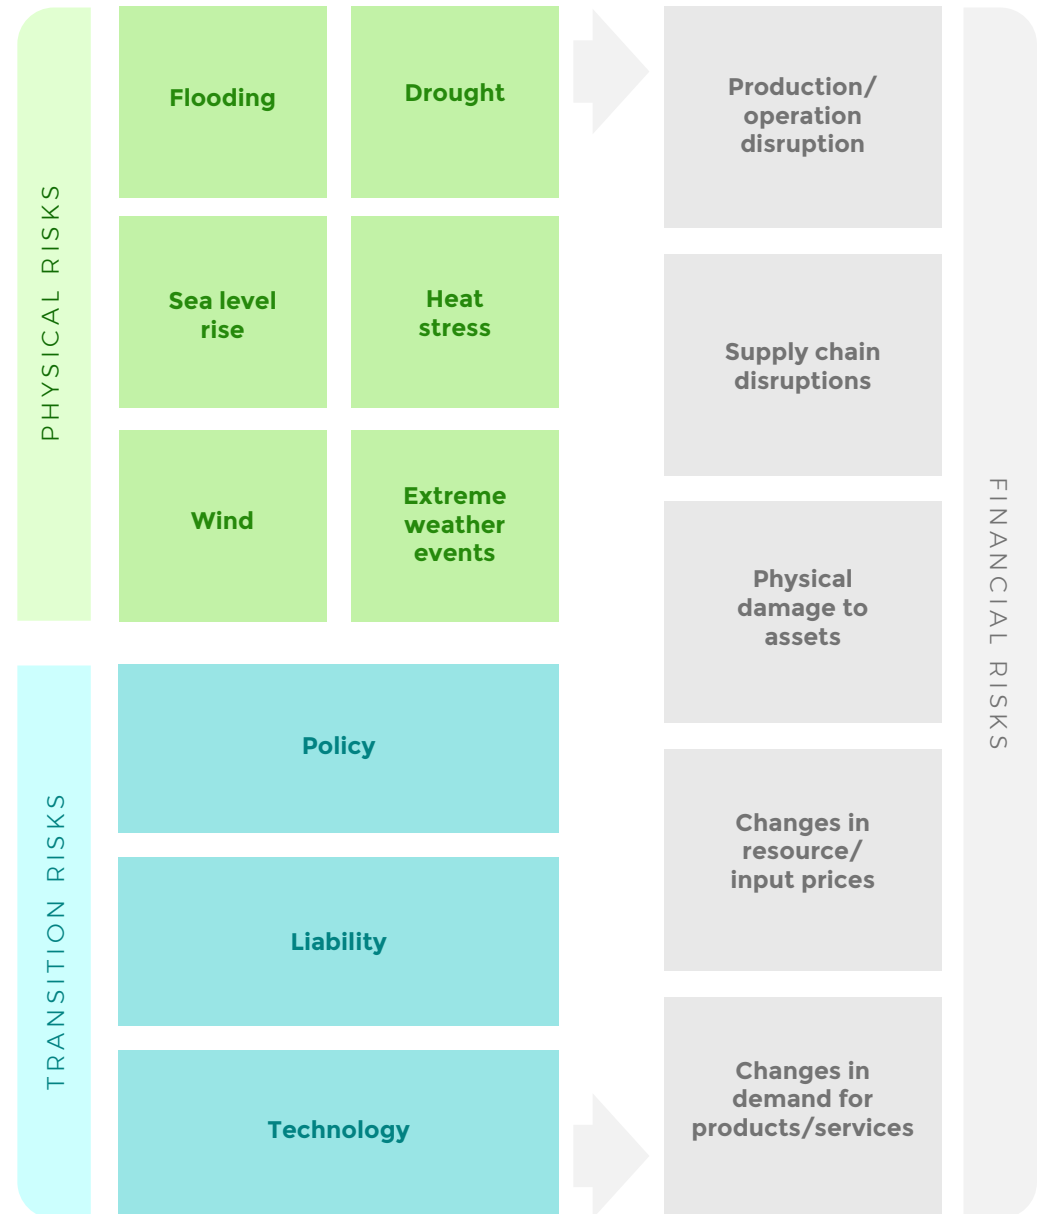 PHYSICAL RISKS
Flooding
Drought
Sea level
rise
Heat
stress
Wind
Extreme
weather
events
TRANSITION RISKS
Policy
Liability
Technology
Production/
operation
disruption
Supply chain
disruptions
Physical
damage to
assets
Changes in
resource/
input prices
Changes in
demand for
products/services
FINANCIAL RISKS